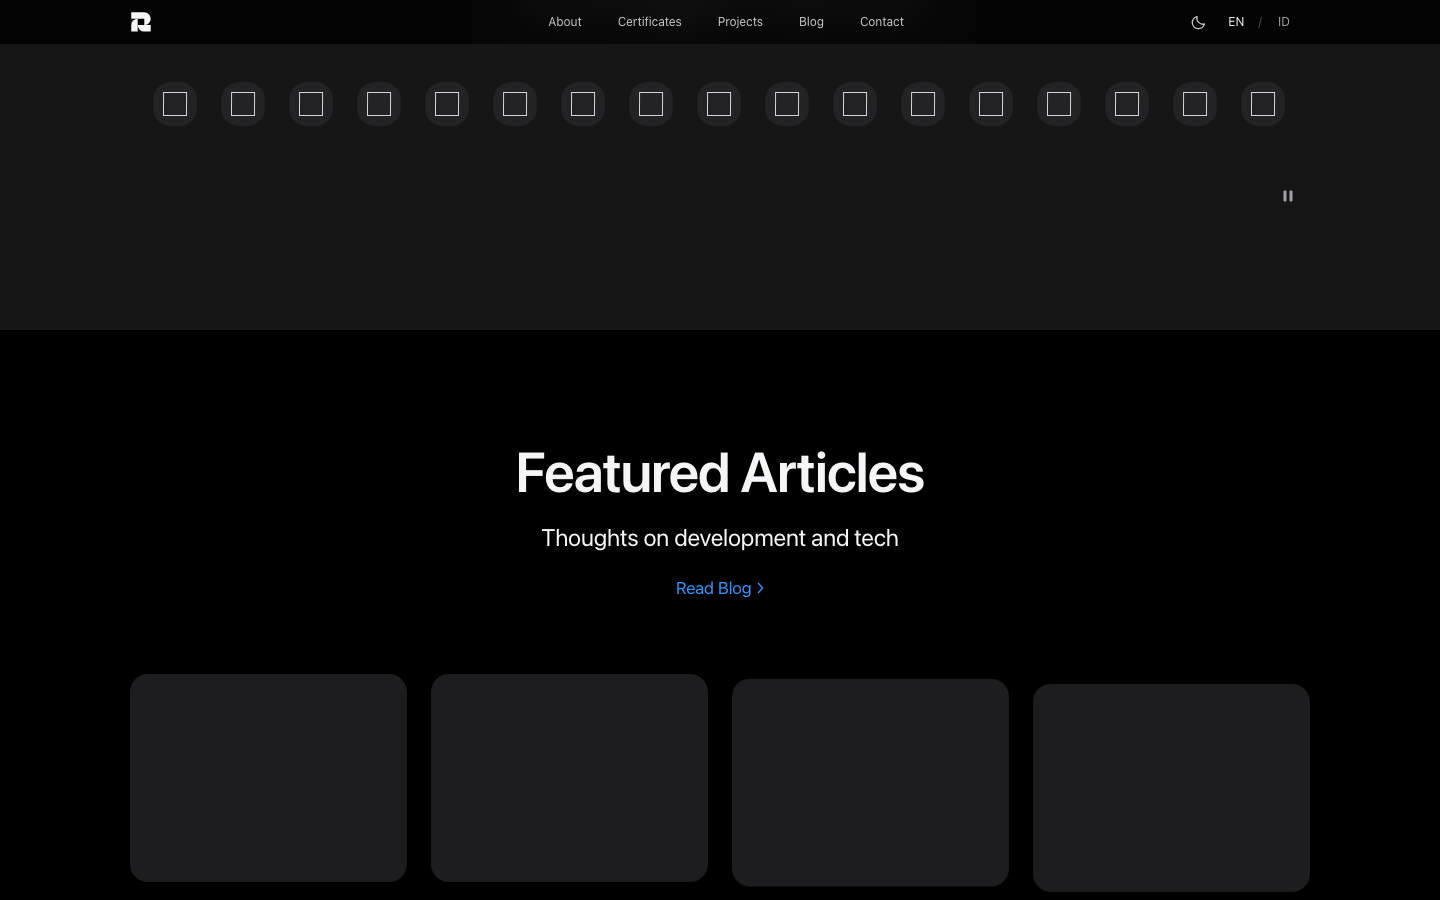 About
Certificates
Projects
Blog
Contact
EN / ID
Featured Articles
Thoughts on development and tech
Read Blog